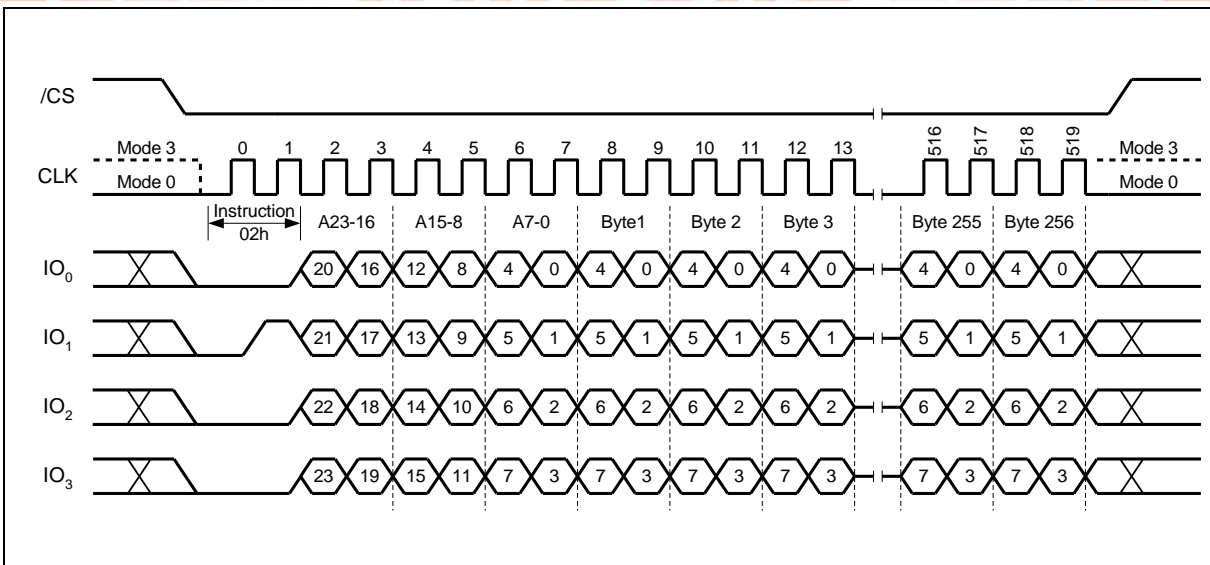 /CS
Mode 3 0 1 2 3 4 5 6 7 8 9 10 11 12 13 516 517 518 519 Mode 3
CLK
Mode 0 Mode 0
Instruction A23-16 A15-8 A7-0 Byte1 Byte 2 Byte 3 Byte 255 Byte 256
02h
IO0 20 16 12 8 4 0 4 0 4 0 4 0 4 0 4 0
IO1 21 17 13 9 5 1 5 1 5 1 5 1 5 1 5 1
IO2 22 18 14 10 6 2 6 2 6 2 6 2 6 2 6 2
IO3 23 19 15 11 7 3 7 3 7 3 7 3 7 3 7 3